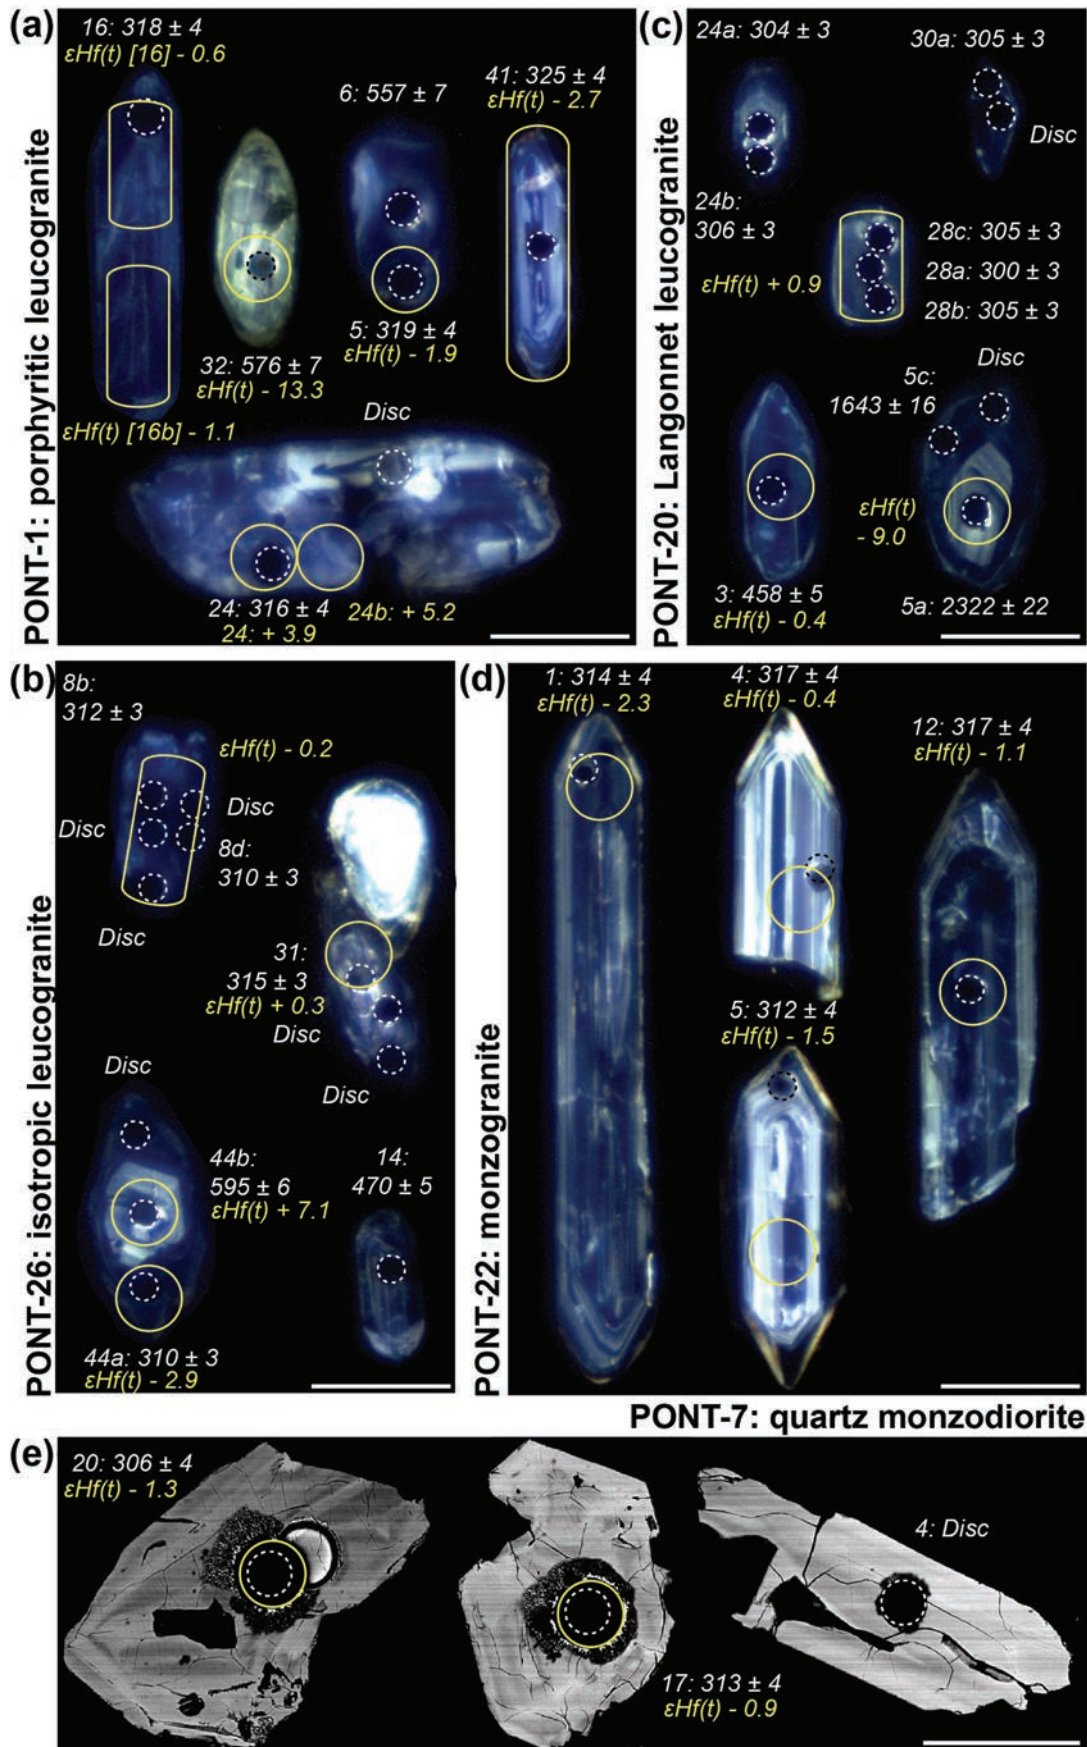 (a)
PONT-1: porphyritic leucogranite
16: 318 ± 4
εHf(t) [16] - 0.6
εHf(t) [16b] - 1.1
32: 576 ± 7
εHf(t) - 13.3
6: 557 ± 7
5: 319 ± 4
εHf(t) - 1.9
41: 325 ± 4
εHf(t) - 2.7
Disc
24: 316 ± 4
24: + 3.9
24b: + 5.2
(c)
PONT-20: Langonnet leucogranite
24a: 304 ± 3
24b:
306 ± 3
30a: 305 ± 3
Disc
εHf(t) + 0.9
28c: 305 ± 3
28a: 300 ± 3
28b: 305 ± 3
3: 458 ± 5
εHf(t) - 0.4
Disc
5c:
1643 ± 16
εHf(t)
- 9.0
5a: 2322 ± 22
(b)
PONT-26: isotropic leucogranite
8b:
312 ± 3
εHf(t) - 0.2
Disc
Disc
8d:
310 ± 3
Disc
31:
315 ± 3
εHf(t) + 0.3
Disc
Disc
Disc
44b:
595 ± 6
εHf(t) + 7.1
44a: 310 ± 3
εHf(t) - 2.9
14:
470 ± 5
(d)
PONT-22: monzogranite
1: 314 ± 4
εHf(t) - 2.3
4: 317 ± 4
εHf(t) - 0.4
12: 317 ± 4
εHf(t) - 1.1
5: 312 ± 4
εHf(t) - 1.5
PONT-7: quartz monzodiorite
(e)
20: 306 ± 4
εHf(t) - 1.3
17: 313 ± 4
εHf(t) - 0.9
4: Disc